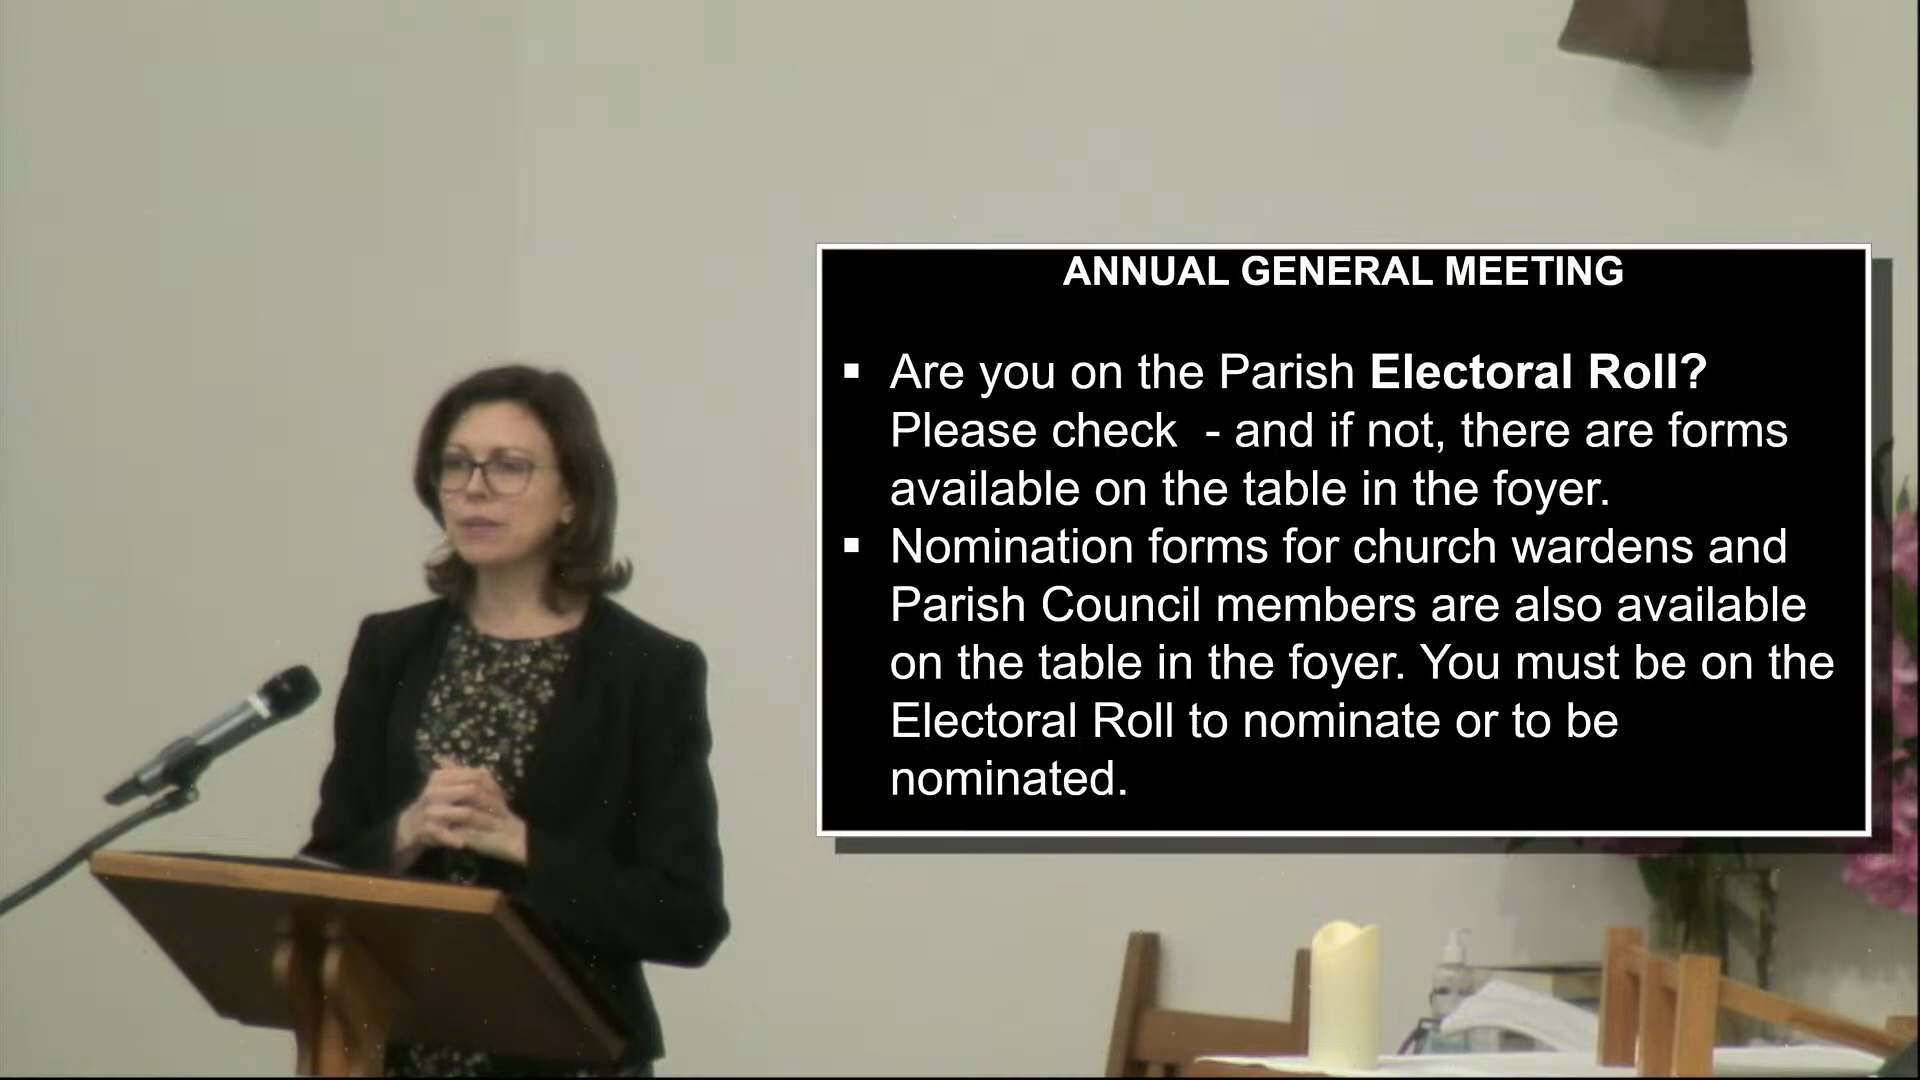 ANNUAL GENERAL MEETING
▪ Are you on the Parish Electoral Roll?
Please check  - and if not, there are forms
available on the table in the foyer.
▪ Nomination forms for church wardens and
Parish Council members are also available
on the table in the foyer. You must be on the
Electoral Roll to nominate or to be
nominated.